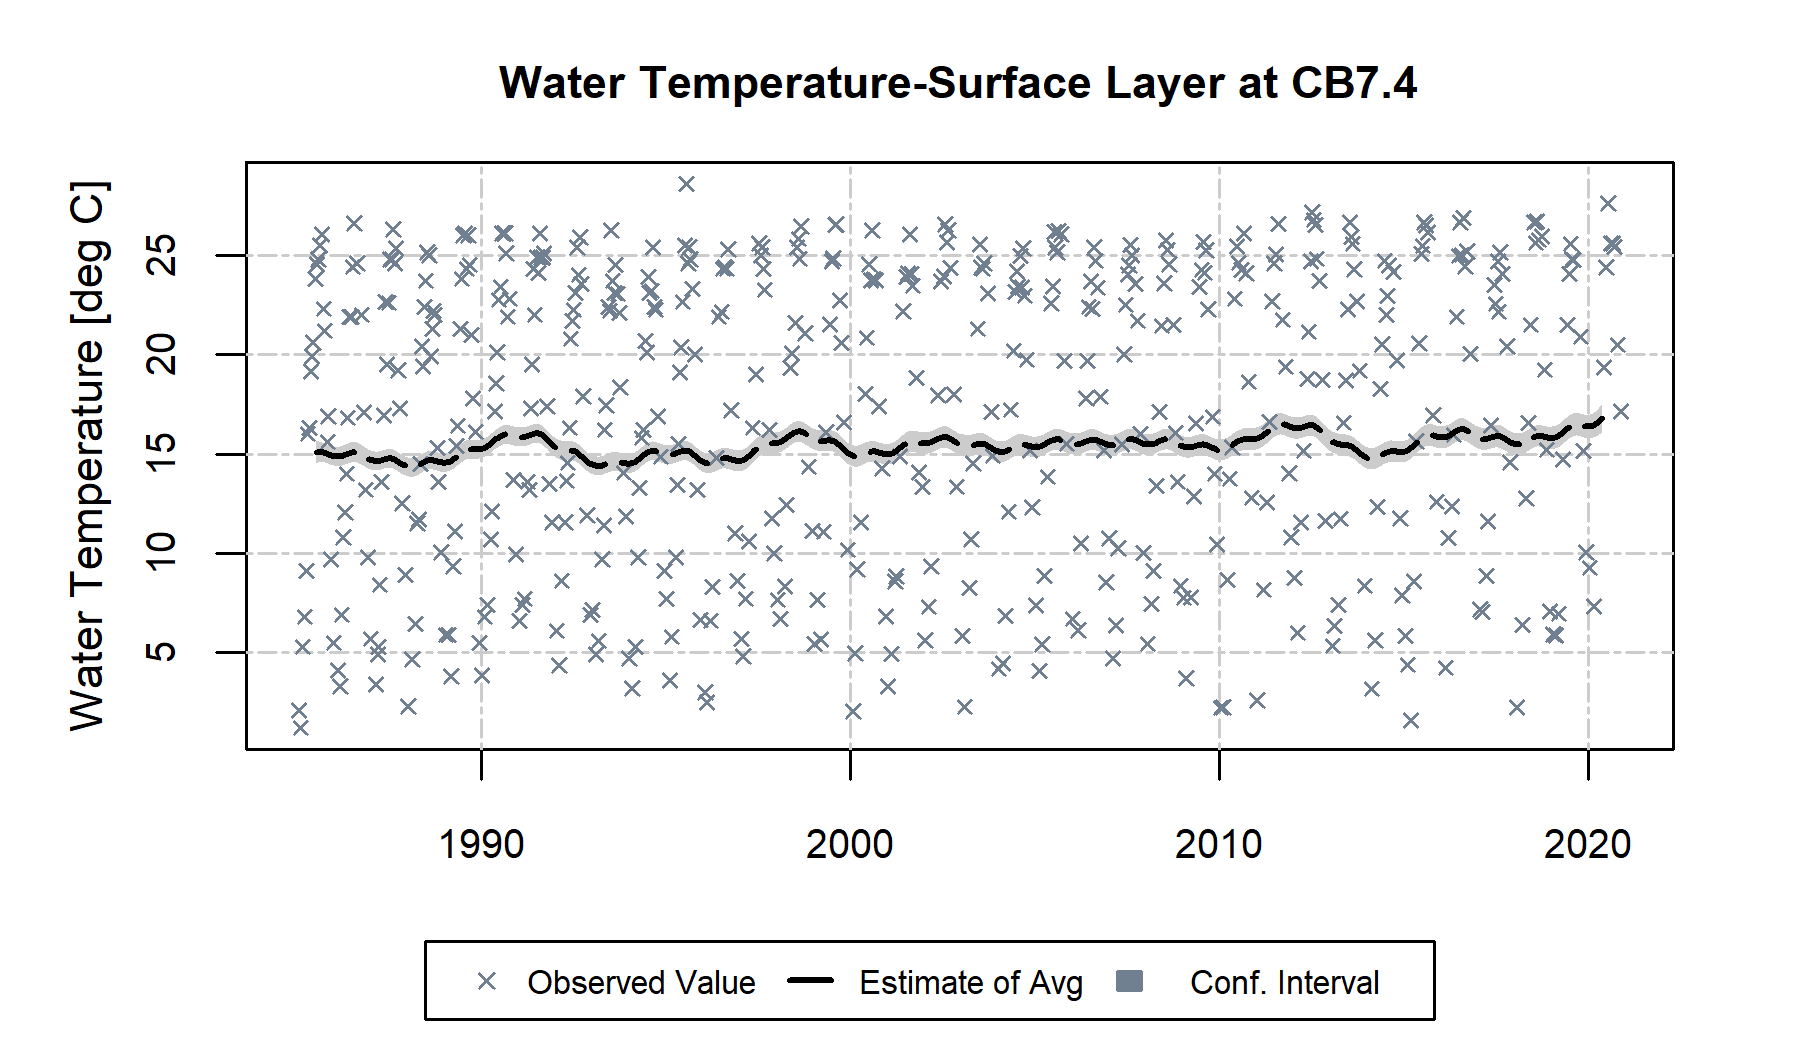 Water Temperature-Surface Layer at CB7.4
Water Temperature [deg C]
25
20
15
10
5
1990 2000 2010 2020
Observed Value Estimate of Avg Conf. Interval